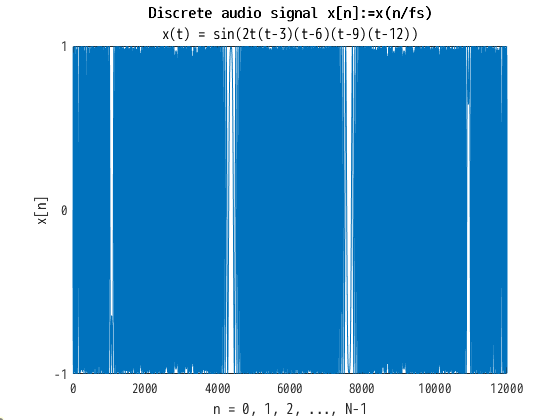 Discrete audio signal x[n]:=x(n/fs)
x(t) = sin(2t(t-3)(t-6)(t-9)(t-12))
1
0
-1
x[n]
0 2000 4000 6000 8000 10000 12000
n = 0, 1, 2, ..., N-1